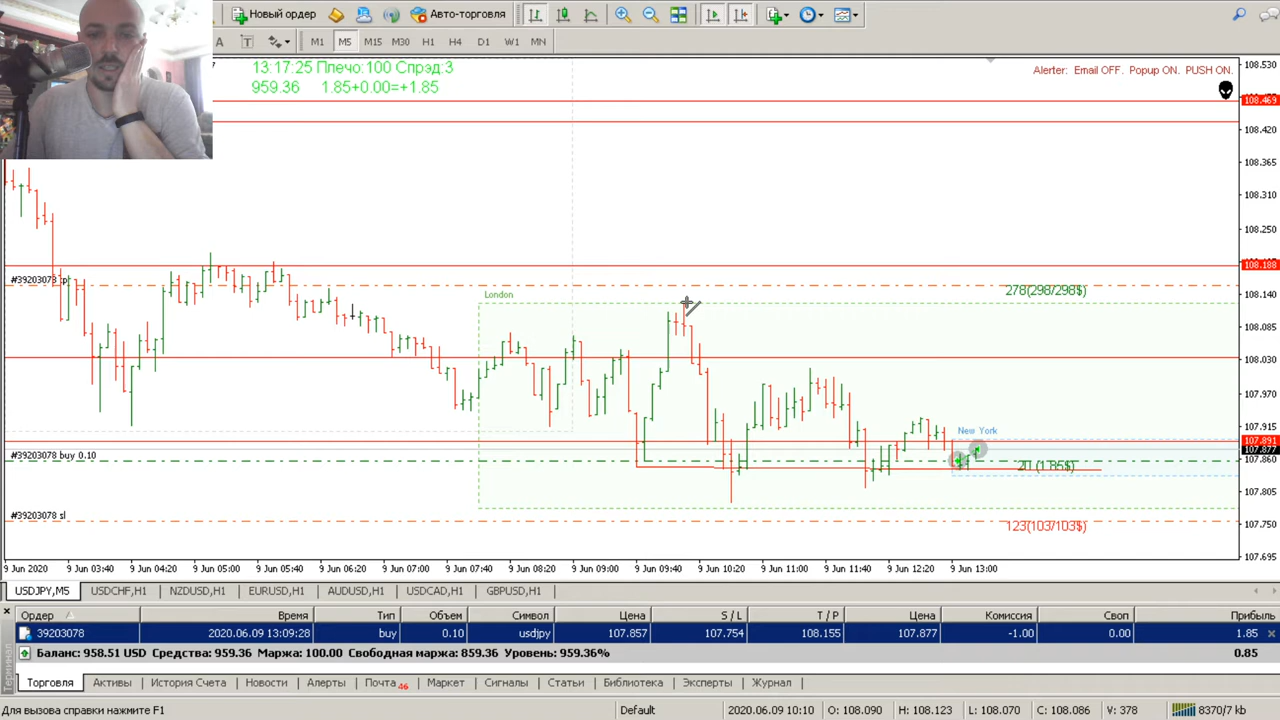 Новый ордер
Авто-торговля
A
T
M1
M5
M15
M30
H1
H4
D1
W1
MN
13:17:25 Плечо:100 Спрэд:3
959.36 1.85+0.00=+1.85
Alerter: Email OFF. Popup ON. PUSH ON.
108.530
108.469
108.420
108.365
108.310
108.250
108.188
108.140
108.085
108.030
107.970
107.915
107.891
107.877
107.860
107.805
107.750
107.695
#39203078 tp
278(298/298$)
London
New York
#39203078 buy 0.10
20 (1.85$)
#39203078 sl
123(103/103$)
9 Jun 2020
9 Jun 03:40
9 Jun 04:20
9 Jun 05:00
9 Jun 05:40
9 Jun 06:20
9 Jun 07:00
9 Jun 07:40
9 Jun 08:20
9 Jun 09:00
9 Jun 09:40
9 Jun 10:20
9 Jun 11:00
9 Jun 11:40
9 Jun 12:20
9 Jun 13:00
USDJPY,M5
USDCHF,H1
NZDUSD,H1
EURUSD,H1
AUDUSD,H1
USDCAD,H1
GBPUSD,H1
Ордер Время Тип Объем Символ Цена S / L T / P Цена Комиссия Своп Прибыль
39203078 2020.06.09 13:09:28 buy 0.10 usdjpy 107.857 107.754 108.155 107.877 -1.00 0.00 1.85
Баланс: 958.51 USD Средства: 959.36 Маржа: 100.00 Свободная маржа: 859.36 Уровень: 959.36% 0.85
Терминал
Торговля
Активы
История Счета
Новости
Алерты
Почта 46
Маркет
Сигналы
Статьи
Библиотека
Эксперты
Журнал
Для вызова справки нажмите F1
Default
2020.06.09 10:10
O: 108.090
H: 108.123
L: 108.070
C: 108.086
V: 378
8370/7 kb